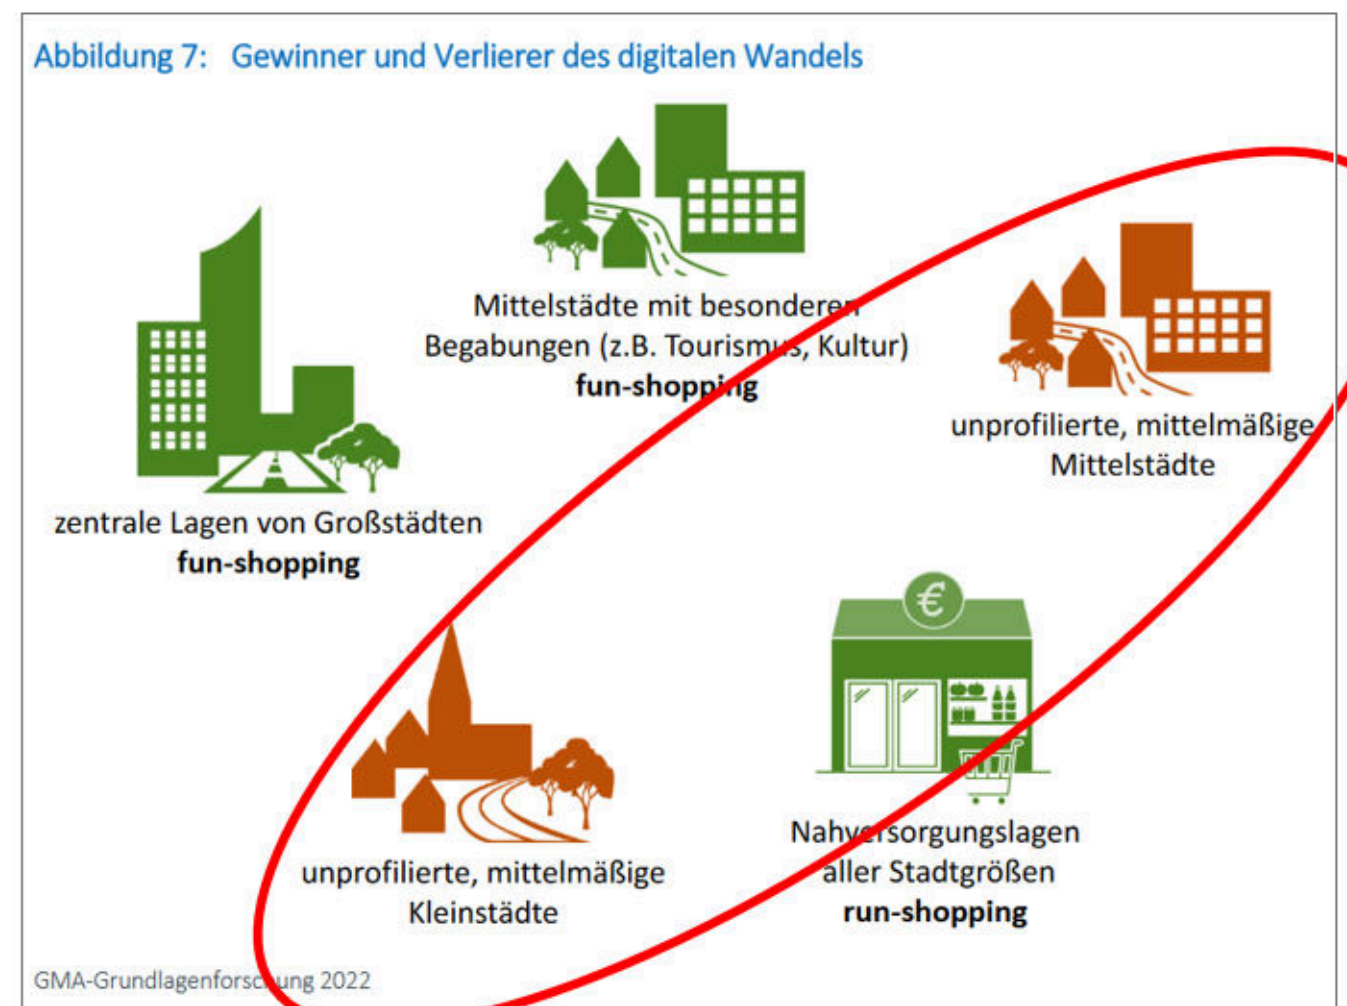 Abbildung 7: Gewinner und Verlierer des digitalen Wandels
Mittelstädte mit besonderen
Begabungen (z.B. Tourismus, Kultur)
fun-shopping
unprofilierte, mittelmäßige
Mittelstädte
zentrale Lagen von Großstädten
fun-shopping
€
unprofilierte, mittelmäßige
Kleinstädte
Nahversorgungslagen
aller Stadtgrößen
run-shopping
GMA-Grundlagenforschung 2022